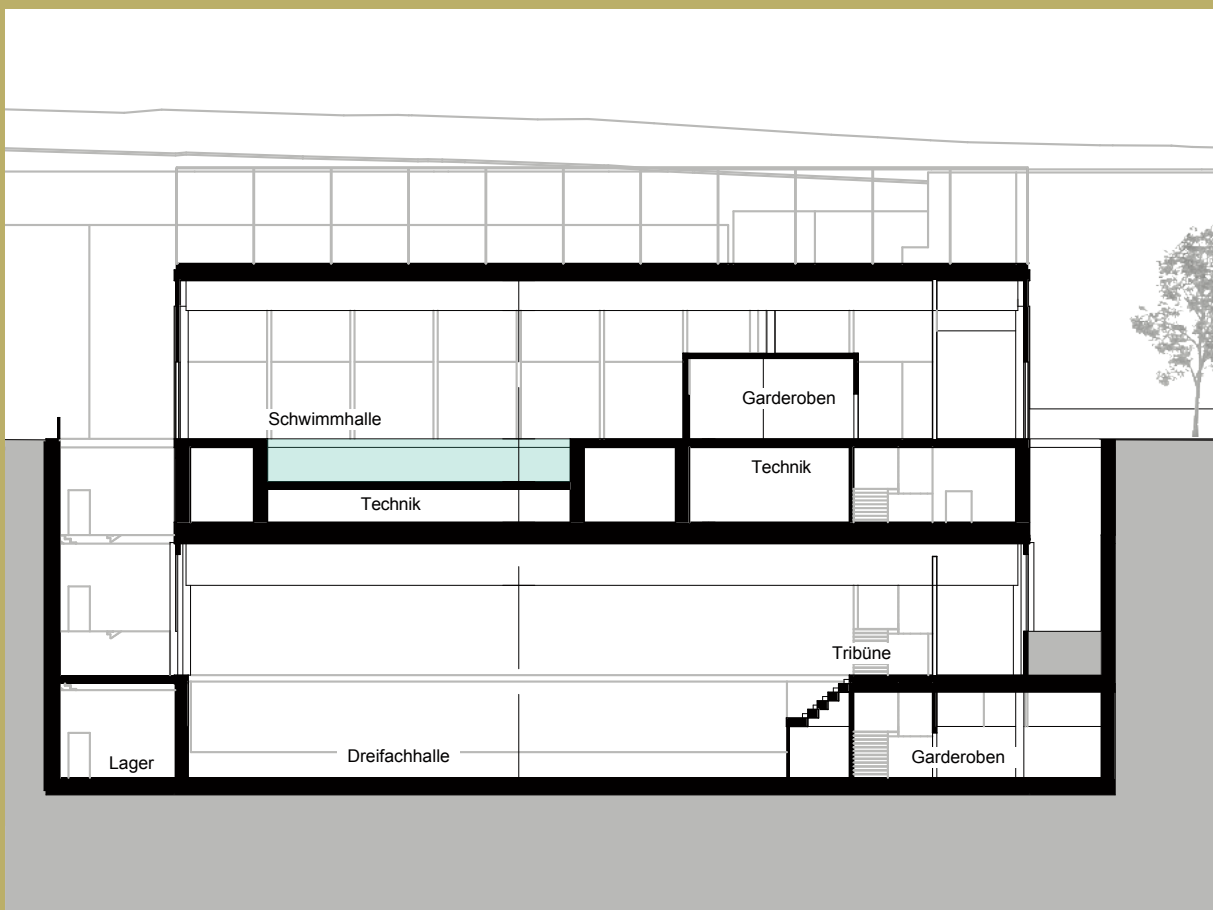 Garderoben
Schwimmhalle
Technik
Technik
Tribüne
Lager
Dreifachhalle
Garderoben